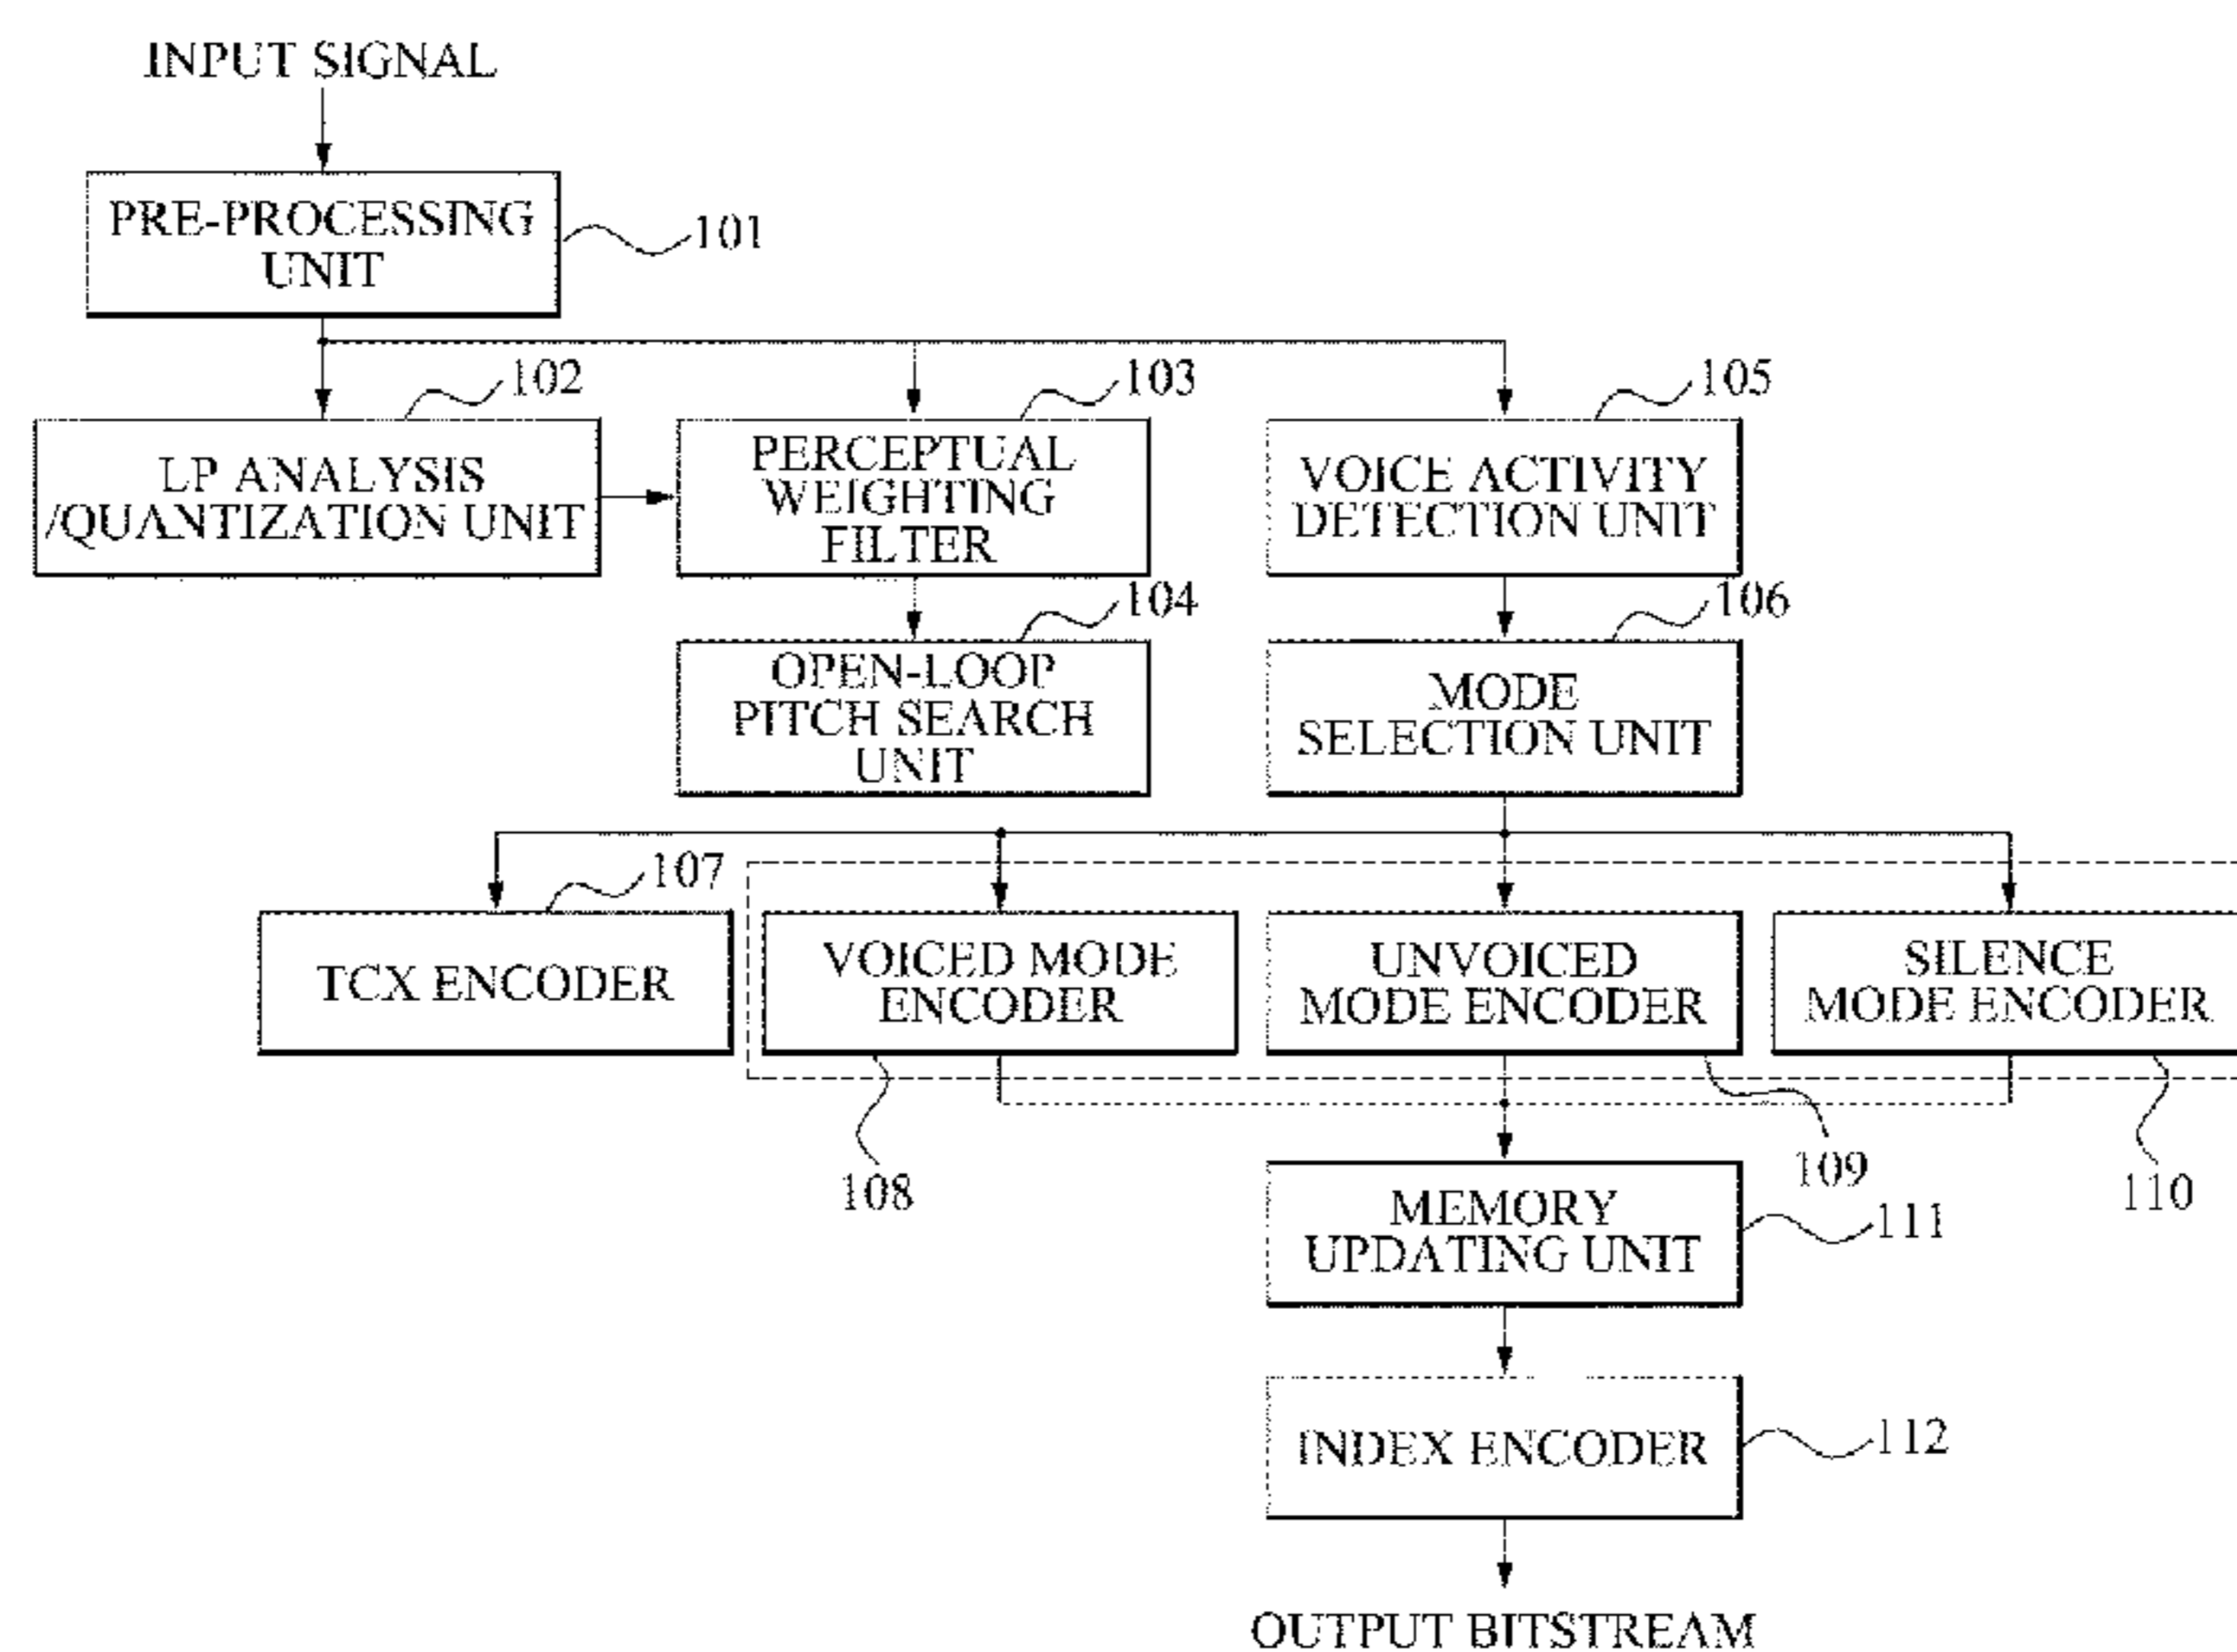 INPUT SIGNAL
PRE-PROCESSING
UNIT
101
102
103
105
LP ANALYSIS
/QUANTIZATION UNIT
PERCEPTUAL
WEIGHTING
FILTER
VOICE ACTIVITY
DETECTION UNIT
104
106
OPEN-LOOP
PITCH SEARCH
UNIT
MODE
SELECTION UNIT
107
TCX ENCODER
VOICED MODE
ENCODER
UNVOICED
MODE ENCODER
SILENCE
MODE ENCODER
108
109
110
MEMORY
UPDATING UNIT
111
INDEX ENCODER
112
OUTPUT BITSTREAM